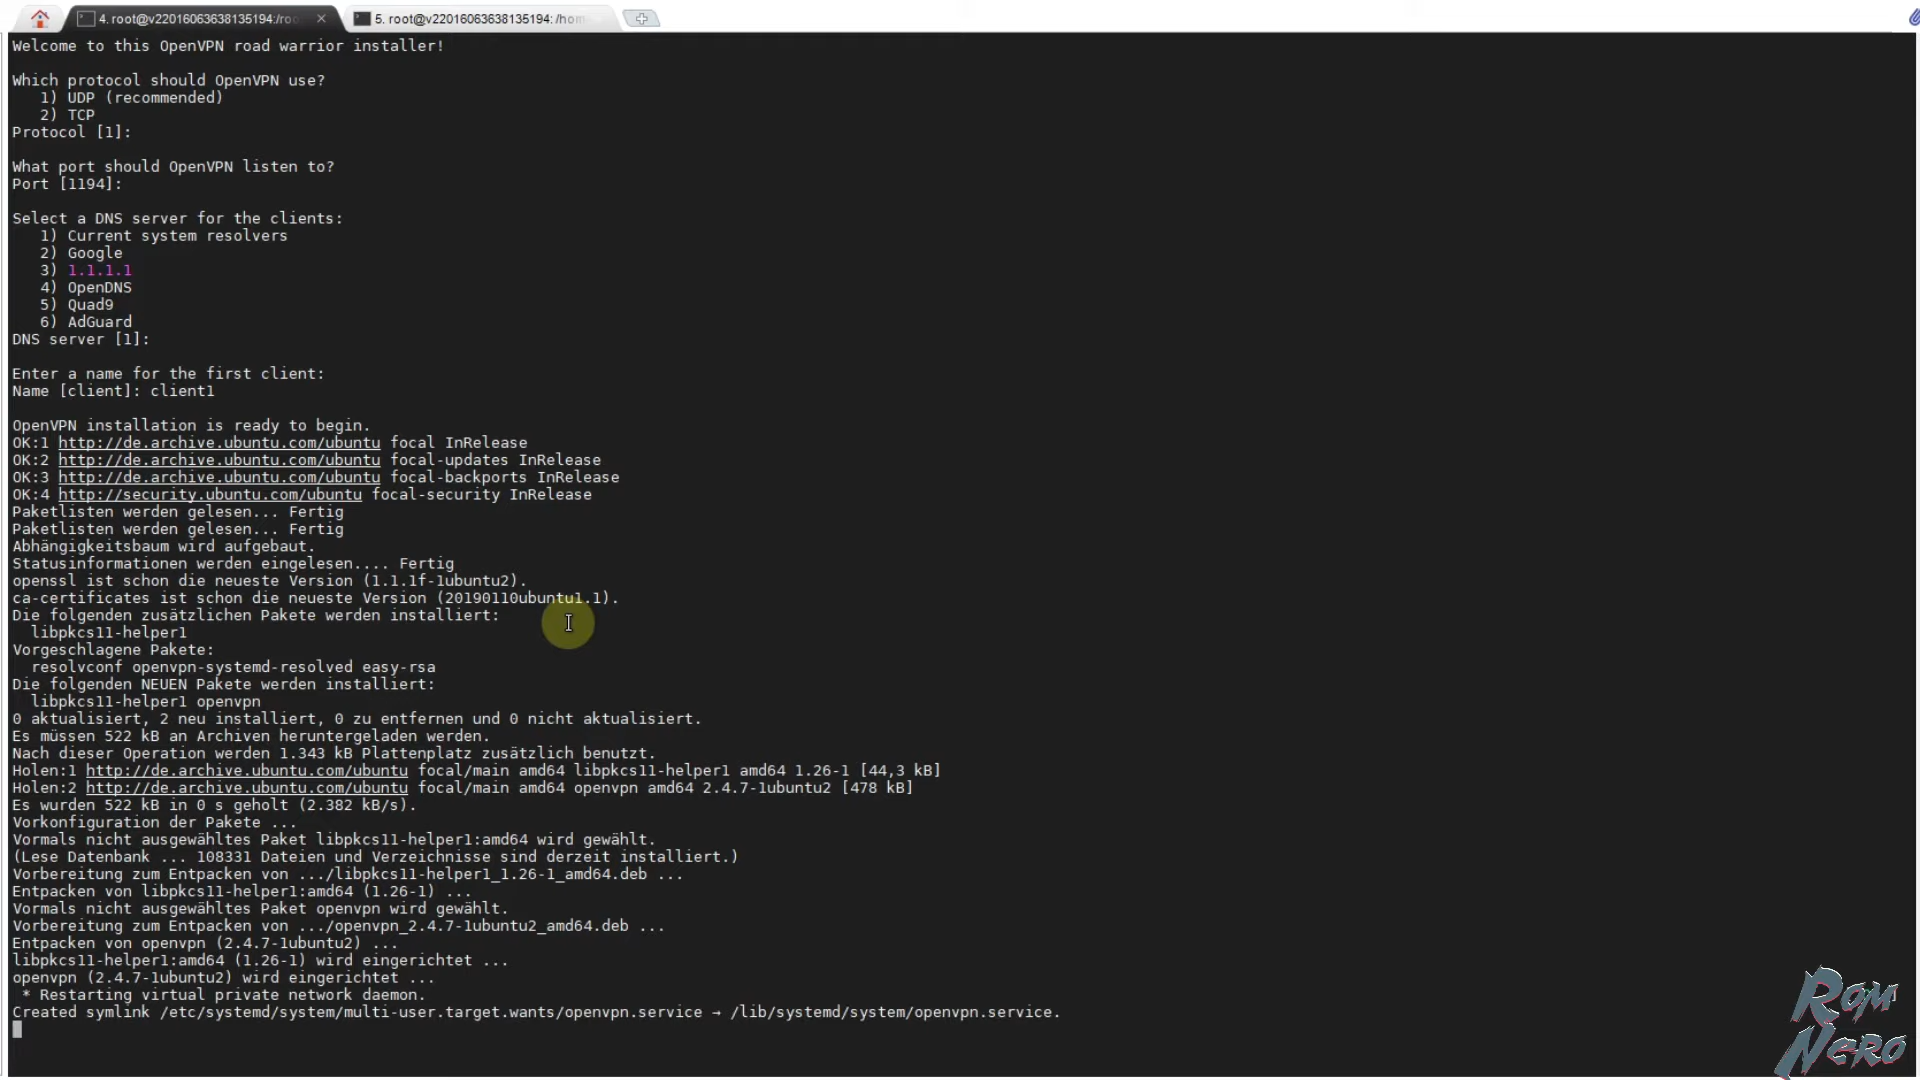 4. root@v22016063638135194:/roo
5. root@v22016063638135194: /hom
Welcome to this OpenVPN road warrior installer!
Which protocol should OpenVPN use?
1) UDP (recommended)
2) TCP
Protocol [1]:
What port should OpenVPN listen to?
Port [1194]:
Select a DNS server for the clients:
1) Current system resolvers
2) Google
3) 1.1.1.1
4) OpenDNS
5) Quad9
6) AdGuard
DNS server [1]:
Enter a name for the first client:
Name [client]: client1
OpenVPN installation is ready to begin.
OK:1 http://de.archive.ubuntu.com/ubuntu focal InRelease
OK:2 http://de.archive.ubuntu.com/ubuntu focal-updates InRelease
OK:3 http://de.archive.ubuntu.com/ubuntu focal-backports InRelease
OK:4 http://security.ubuntu.com/ubuntu focal-security InRelease
Paketlisten werden gelesen... Fertig
Paketlisten werden gelesen... Fertig
Abhängigkeitsbaum wird aufgebaut.
Statusinformationen werden eingelesen.... Fertig
openssl ist schon die neueste Version (1.1.1f-1ubuntu2).
ca-certificates ist schon die neueste Version (20190110ubuntu1.1).
Die folgenden zusätzlichen Pakete werden installiert:
libpkcs11-helper1
Vorgeschlagene Pakete:
resolvconf openvpn-systemd-resolved easy-rsa
Die folgenden NEUEN Pakete werden installiert:
libpkcs11-helper1 openvpn
0 aktualisiert, 2 neu installiert, 0 zu entfernen und 0 nicht aktualisiert.
Es müssen 522 kB an Archiven heruntergeladen werden.
Nach dieser Operation werden 1.343 kB Plattenplatz zusätzlich benutzt.
Holen:1 http://de.archive.ubuntu.com/ubuntu focal/main amd64 libpkcs11-helper1 amd64 1.26-1 [44,3 kB]
Holen:2 http://de.archive.ubuntu.com/ubuntu focal/main amd64 openvpn amd64 2.4.7-1ubuntu2 [478 kB]
Es wurden 522 kB in 0 s geholt (2.382 kB/s).
Vorkonfiguration der Pakete ...
Vormals nicht ausgewähltes Paket libpkcs11-helper1:amd64 wird gewählt.
(Lese Datenbank ... 108331 Dateien und Verzeichnisse sind derzeit installiert.)
Vorbereitung zum Entpacken von .../libpkcs11-helper1_1.26-1_amd64.deb ...
Entpacken von libpkcs11-helper1:amd64 (1.26-1) ...
Vormals nicht ausgewähltes Paket openvpn wird gewählt.
Vorbereitung zum Entpacken von .../openvpn_2.4.7-1ubuntu2_amd64.deb ...
Entpacken von openvpn (2.4.7-1ubuntu2) ...
libpkcs11-helper1:amd64 (1.26-1) wird eingerichtet ...
openvpn (2.4.7-1ubuntu2) wird eingerichtet ...
* Restarting virtual private network daemon.
Created symlink /etc/systemd/system/multi-user.target.wants/openvpn.service → /lib/systemd/system/openvpn.service.
Rom
Nero